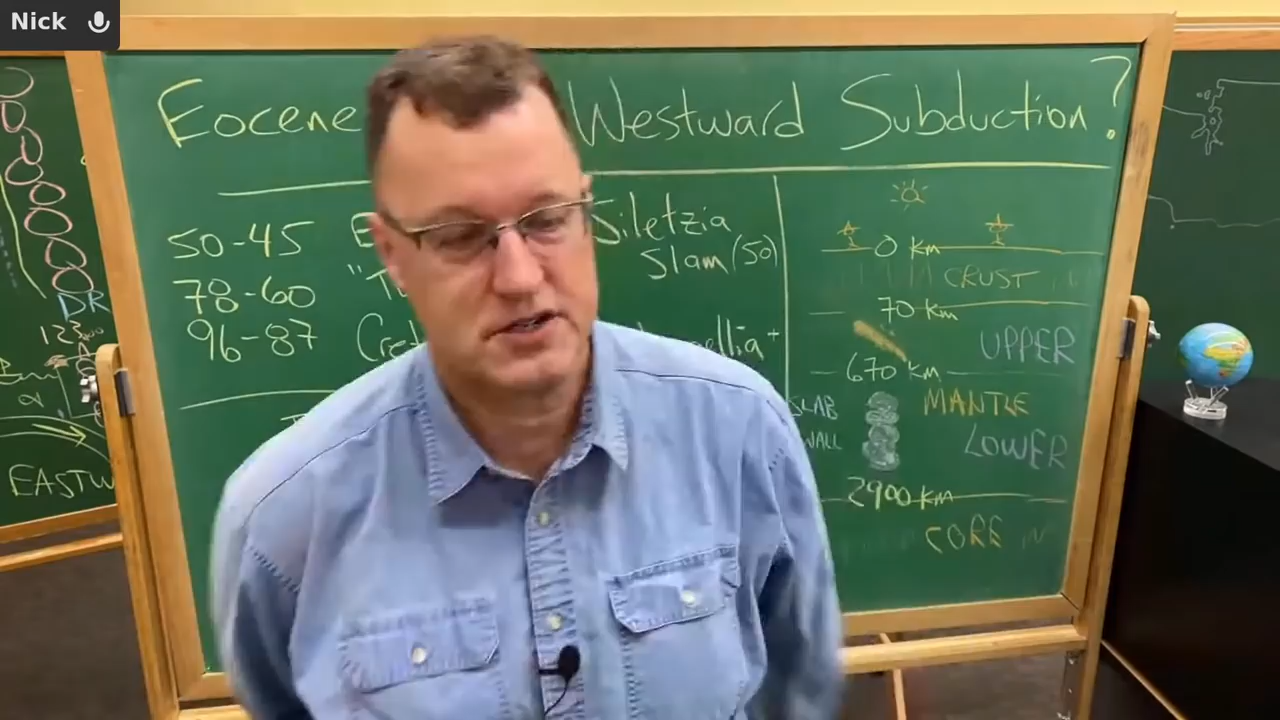 Nick
Eocene Westward Subduction?
50-45 Siletzia
Slam (50)
78-60
96-87
0 km
CRUST
70 km
UPPER
670 km
MANTLE
SLAB
WALL
LOWER
2900 km
CORE
DR
EASTW